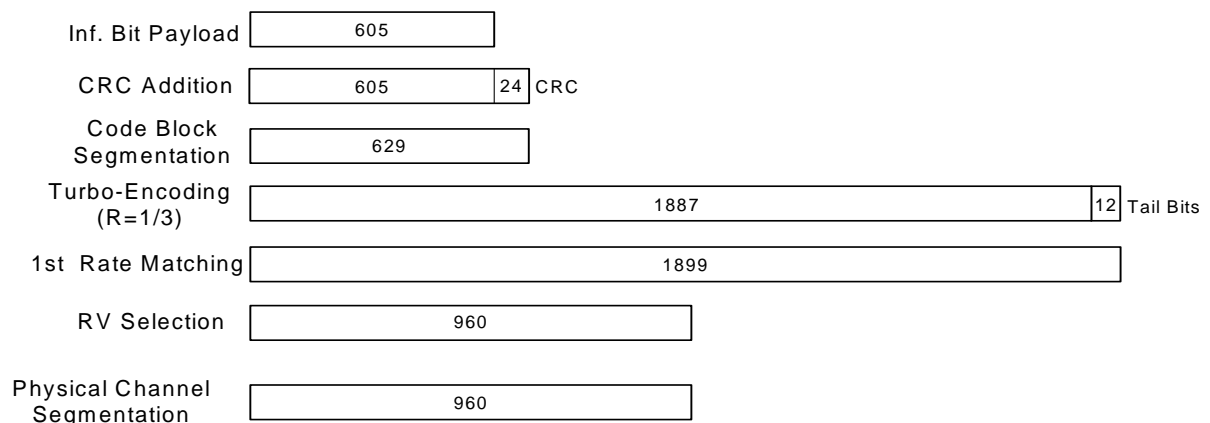 Inf. Bit Payload 605
CRC Addition 605 24 CRC
Code Block
Segmentation 629
Turbo-Encoding
(R=1/3) 1887 12 Tail Bits
1st Rate Matching 1899
RV Selection 960
Physical Channel
Segmentation 960